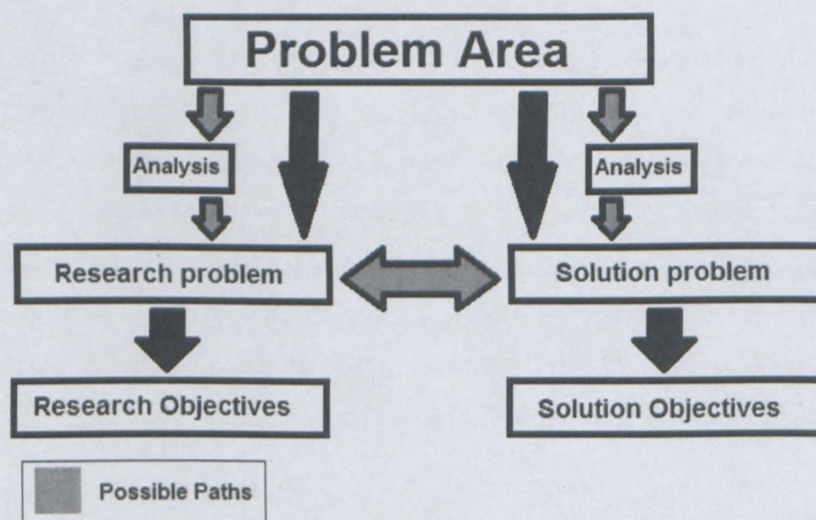 Problem Area
Analysis
Analysis
Research problem
Solution problem
Research Objectives
Solution Objectives
Possible Paths